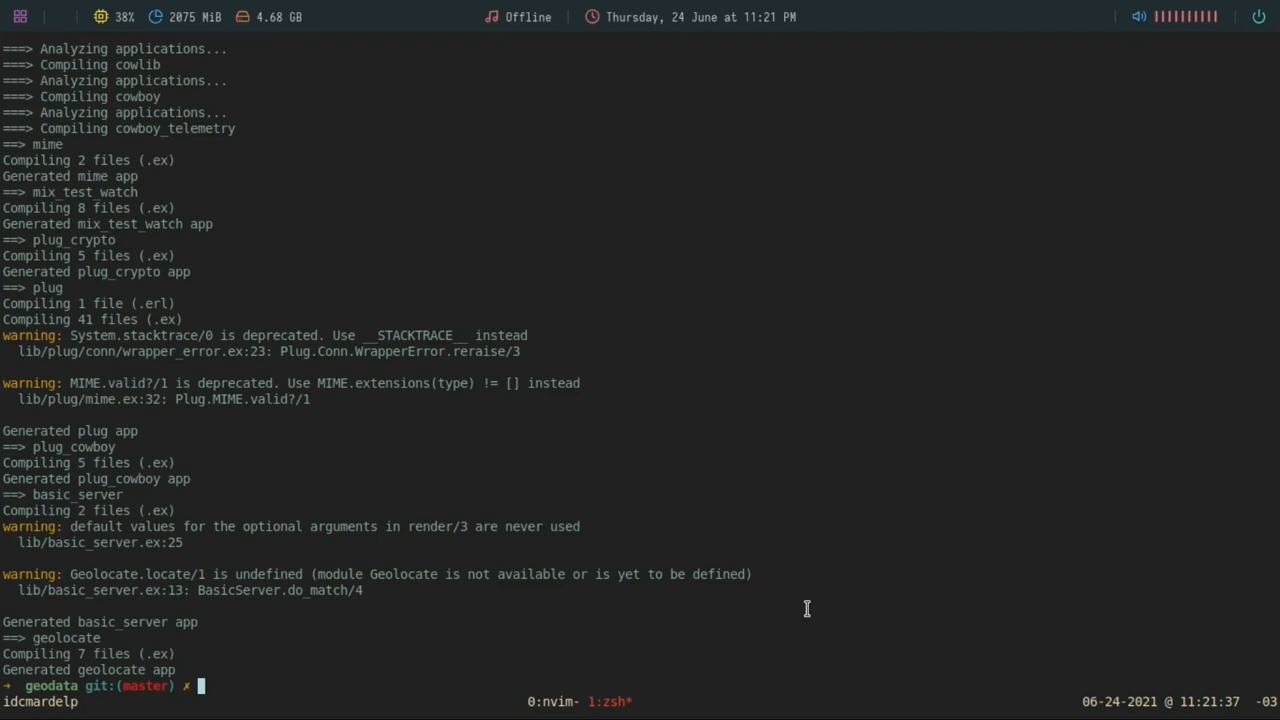 38% 2075 MiB 4.68 GB Offline Thursday, 24 June at 11:21 PM
===> Analyzing applications...
===> Compiling cowlib
===> Analyzing applications...
===> Compiling cowboy
===> Analyzing applications...
===> Compiling cowboy_telemetry
==> mime
Compiling 2 files (.ex)
Generated mime app
==> mix_test_watch
Compiling 8 files (.ex)
Generated mix_test_watch app
==> plug_crypto
Compiling 5 files (.ex)
Generated plug_crypto app
==> plug
Compiling 1 file (.erl)
Compiling 41 files (.ex)
warning: System.stacktrace/0 is deprecated. Use __STACKTRACE__ instead
  lib/plug/conn/wrapper_error.ex:23: Plug.Conn.WrapperError.reraise/3
warning: MIME.valid?/1 is deprecated. Use MIME.extensions(type) != [] instead
  lib/plug/mime.ex:32: Plug.MIME.valid?/1
Generated plug app
==> plug_cowboy
Compiling 5 files (.ex)
Generated plug_cowboy app
==> basic_server
Compiling 2 files (.ex)
warning: default values for the optional arguments in render/3 are never used
  lib/basic_server.ex:25
warning: Geolocate.locate/1 is undefined (module Geolocate is not available or is yet to be defined)
  lib/basic_server.ex:13: BasicServer.do_match/4
Generated basic_server app
==> geolocate
Compiling 7 files (.ex)
Generated geolocate app
→ geodata git:(master) ✗
idcmardelp 0:nvim- 1:zsh* 06-24-2021 @ 11:21:37 -03